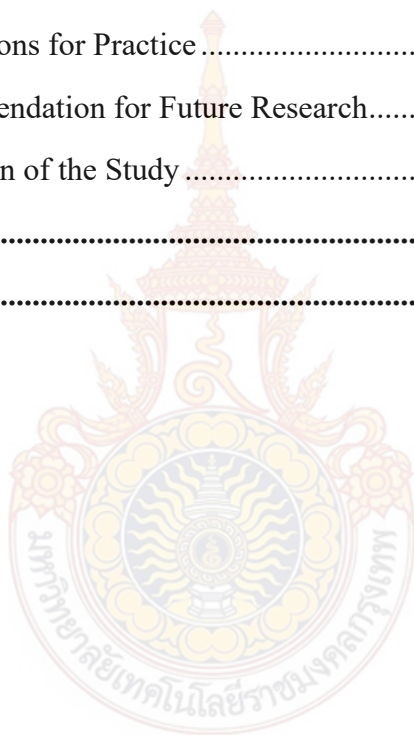 ons for Practice........................
endation for Future Research......
n of the Study..........................
..................................................
..................................................
มหาวิทยาลัยเทคโนโลยีราชมงคลกรุงเทพ